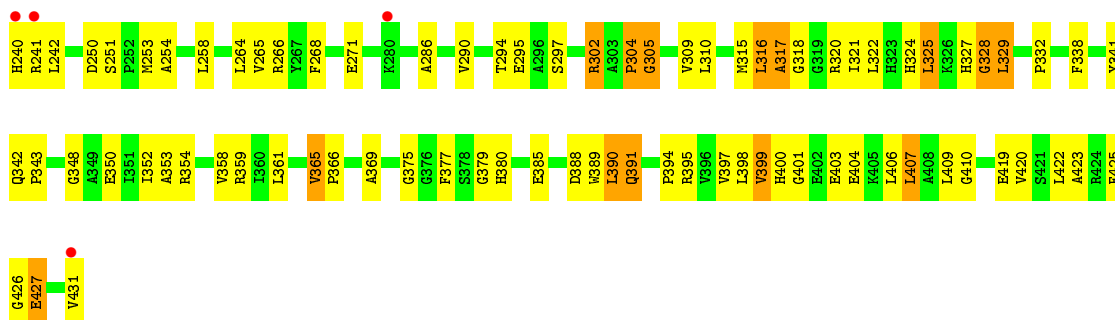 H240 R241 L242 D250 S251 P252 M253 A254 L258 L264 V265 R266 Y267 F268 E271 K280 A286 V290 T294 E295 A296 S297 R302 A303 P304 G305 V309 L310 M315 L316 A317 G318 G319 R320 I321 L322 H323 H324 L325 K326 H327 G328 L329 P332 F338
Q342 P343 G348 A349 E350 I351 I352 A353 R354 V358 R359 I360 L361 V365 P366 A369 G375 G376 F377 S378 G379 H380 E385 D388 W389 L390 Q391 P394 R395 V396 V397 L398 V399 H400 G401 E402 E403 E404 K405 L406 L407 A408 L409 G410 E419 V420 S421 L422 A423 R424
G426 E427 V431